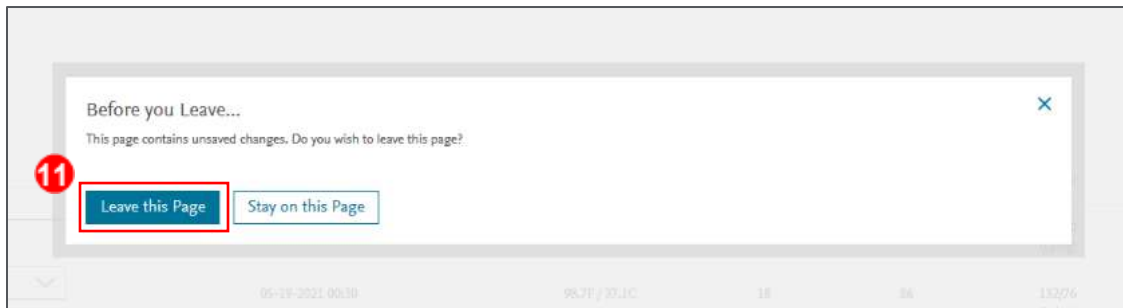 Before you Leave...
This page contains unsaved changes. Do you wish to leave this page?
11
Leave this Page Stay on this Page
05-19-2021 00:30 98.7F / 37.1C 18 86 132/76